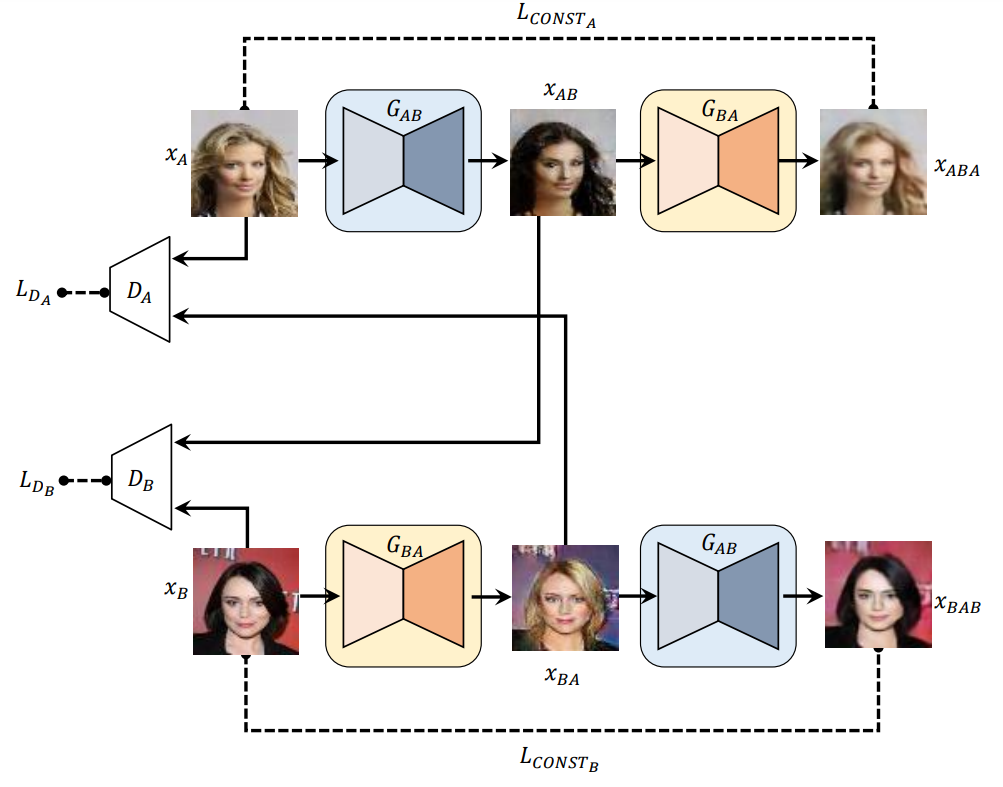 L_{CONST_A}
x_{AB}
G_{AB}
G_{BA}
x_A
x_{ABA}
L_{D_A}
D_A
L_{D_B}
D_B
G_{BA}
G_{AB}
x_B
x_{BAB}
x_{BA}
L_{CONST_B}